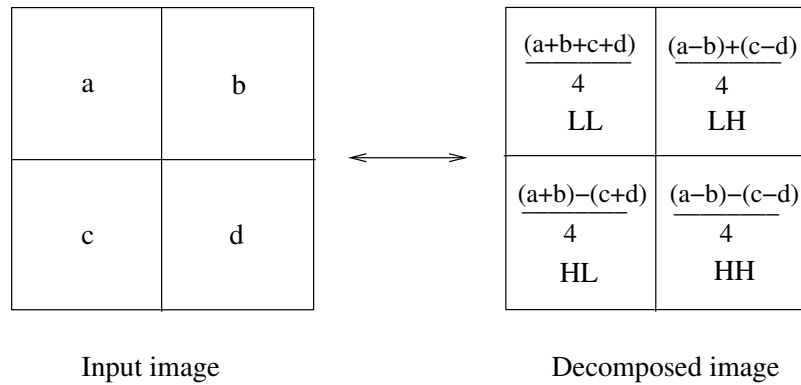 a
b
c
d
(a+b+c+d)
4
LL
(a−b)+(c−d)
4
LH
(a+b)−(c+d)
4
HL
(a−b)−(c−d)
4
HH
Input image
Decomposed image